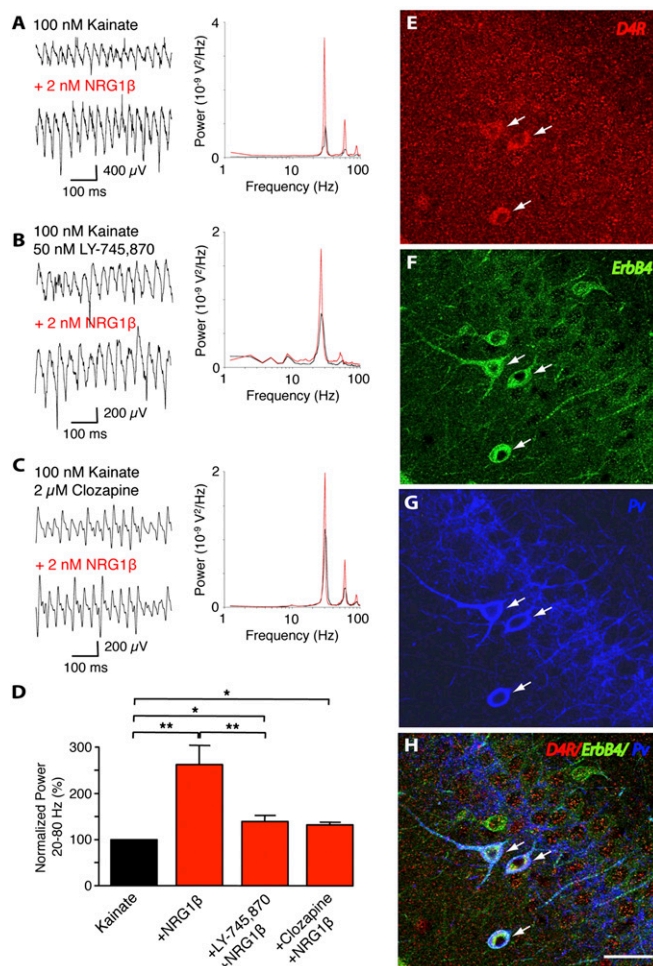 A
100 nM Kainate
+ 2 nM NRG1β
400 µV
100 ms
Power (10⁻⁹ V²/Hz)
4
2
0
1
10
100
Frequency (Hz)
B
100 nM Kainate
50 nM LY-745,870
+ 2 nM NRG1β
200 µV
100 ms
Power (10⁻⁹ V²/Hz)
2
1
0
1
10
100
Frequency (Hz)
C
100 nM Kainate
2 µM Clozapine
+ 2 nM NRG1β
200 µV
100 ms
Power (10⁻⁹ V²/Hz)
2
1
0
1
10
100
Frequency (Hz)
D
*
*
** **
Normalized Power
20-80 Hz (%)
300
200
100
0
Kainate
+NRG1β
+LY-745,870
+NRG1β
+Clozapine
+NRG1β
E
D4R
F
ErbB4
G
Pv
H
D4R/ErbB4/Pv